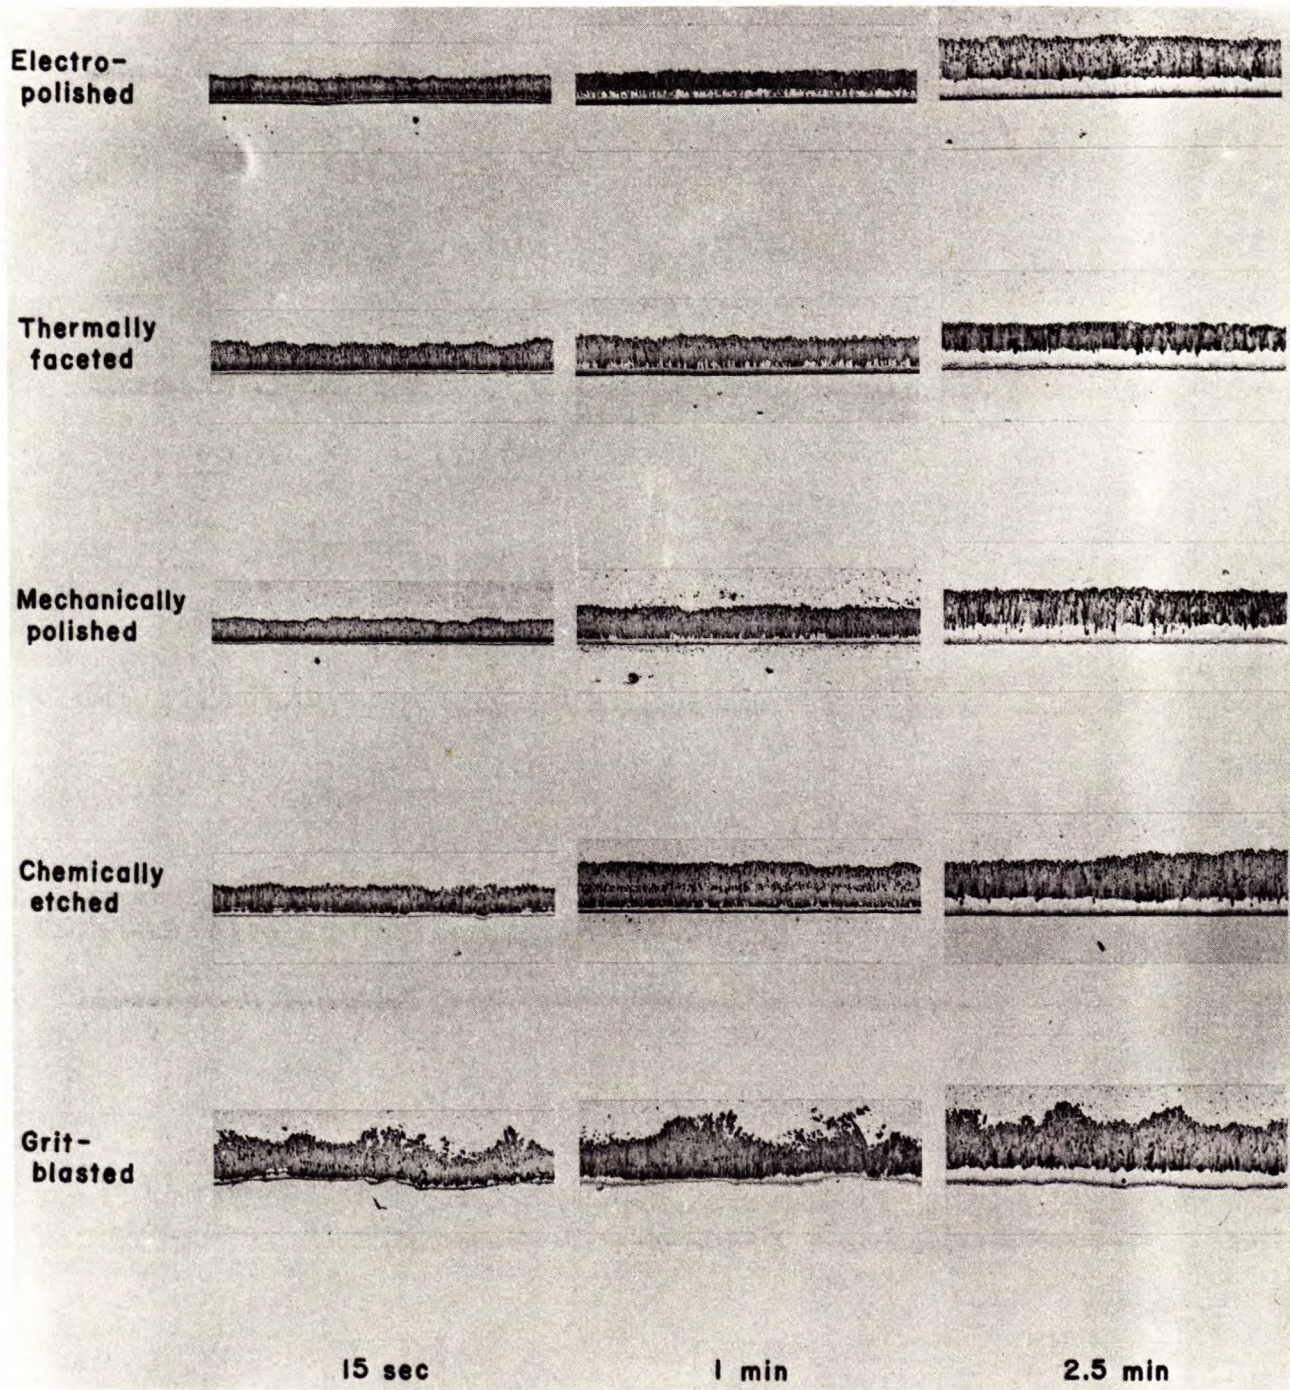 Electro-
polished
Thermally
faceted
Mechanically
polished
Chemically
etched
Grit-
blasted
15 sec
1 min
2.5 min